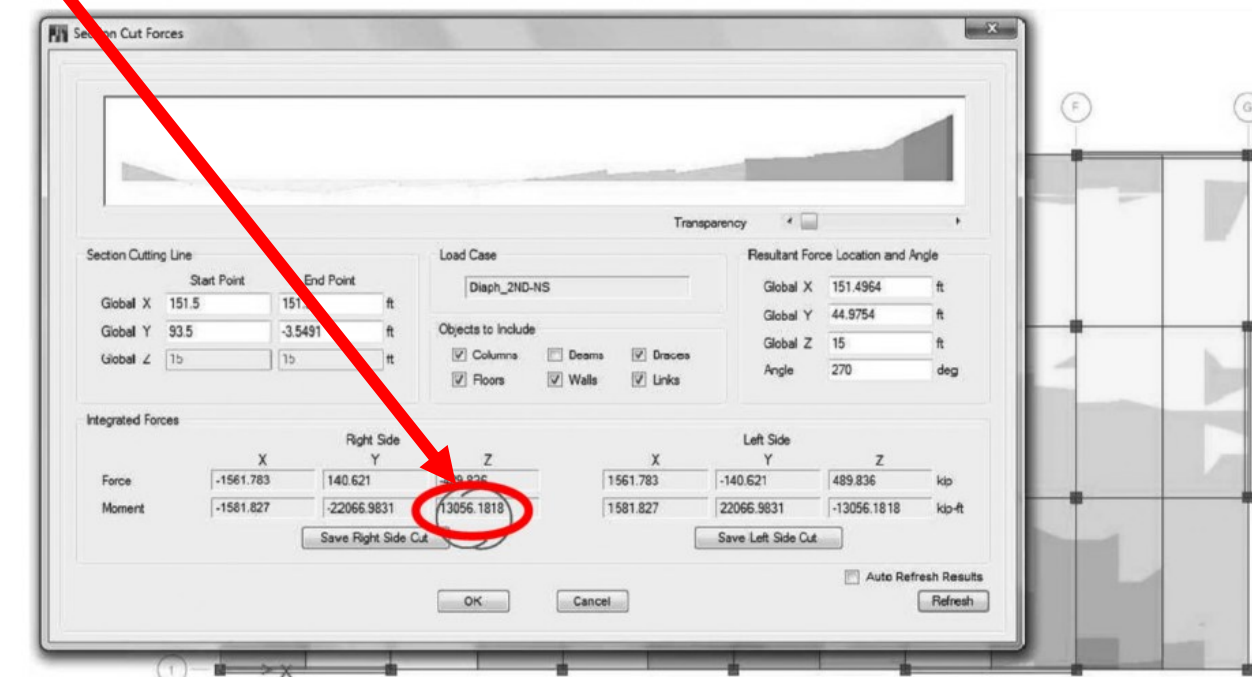 Section Cut Forces
X
F
G
Transparency
Section Cutting Line
Start Point End Point
Global X 151.5 151. ft
Global Y 93.5 -3.5491 ft
Global Z 15 15 ft
Load Case
Diaph_2ND-NS
Objects to Include
Columns Beams Braces
Floors Walls Links
Resultant Force Location and Angle
Global X 151.4964 ft
Global Y 44.9754 ft
Global Z 15 ft
Angle 270 deg
Integrated Forces
Right Side Left Side
X Y Z X Y Z
Force -1561.783 140.621 1561.783 -140.621 489.836 kip
Moment -1581.827 -22066.9831 13056.1818 1581.827 22066.9831 -13056.1818 kip-ft
Save Right Side Cut Save Left Side Cut
Auto Refresh Results
OK Cancel Refresh
1 > X